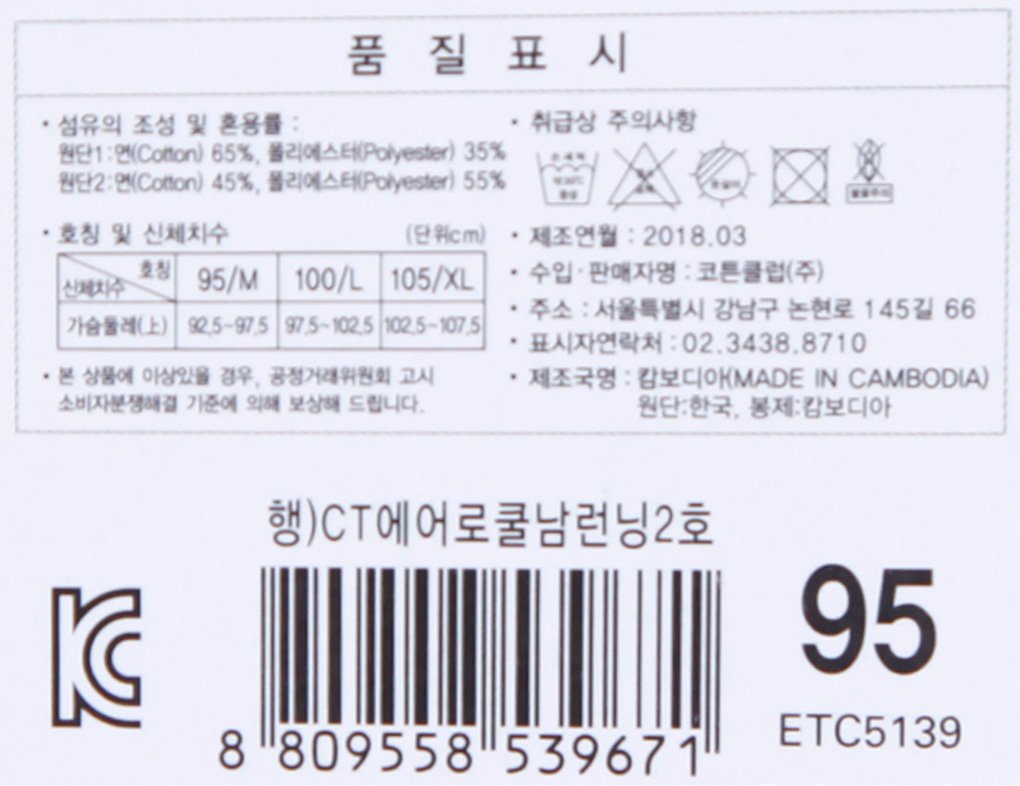 품 질 표 시
· 섬유의 조성 및 혼용률 :
원단1:면(Cotton) 65%, 폴리에스터(Polyester) 35%
원단2:면(Cotton) 45%, 폴리에스터(Polyester) 55%
· 호칭 및 신체치수 (단위cm)
호칭
신체치수 95/M 100/L 105/XL
가슴둘레(上) 92.5~97.5 97.5~102.5 102.5~107.5
· 본 상품에 이상있을 경우, 공정거래위원회 고시
소비자분쟁해결 기준에 의해 보상해 드립니다.
· 취급상 주의사항
손세탁
약30℃
중성
· 제조연월 : 2018.03
· 수입·판매자명 : 코튼클럽(주)
· 주소 : 서울특별시 강남구 논현로 145길 66
· 표시자연락처 : 02.3438.8710
· 제조국명 : 캄보디아(MADE IN CAMBODIA)
원단:한국, 봉제:캄보디아
행)CT에어로쿨남런닝2호
8 809558 539671
95
ETC5139